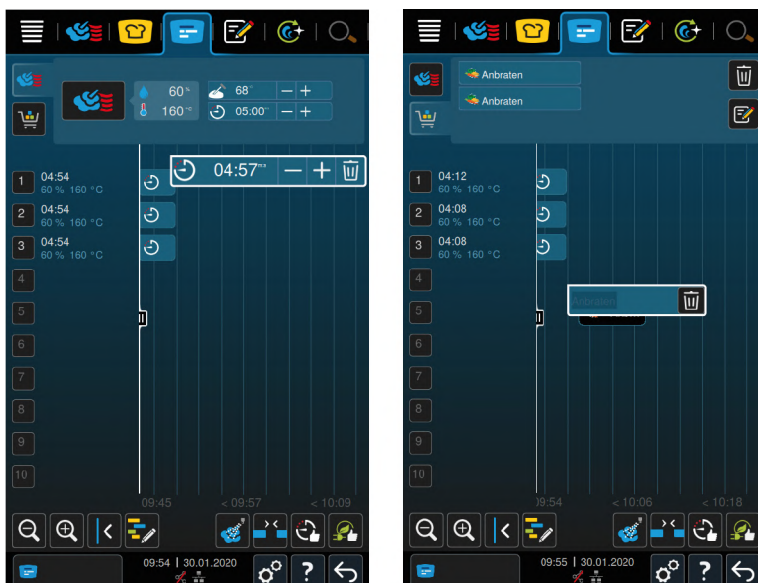 60 %
160 °C
68 °
05:00
04:57
1 04:54
60 % 160 °C
2 04:54
60 % 160 °C
3 04:54
60 % 160 °C
4
5
6
7
8
9
10
09:45 < 09:57 < 10:09
09:54 | 30.01.2020
?
Anbraten
Anbraten
1 04:12
60 % 160 °C
2 04:08
60 % 160 °C
3 04:08
60 % 160 °C
4
Anbraten
5
6
7
8
9
10
09:54 < 10:06 < 10:18
09:55 | 30.01.2020
?